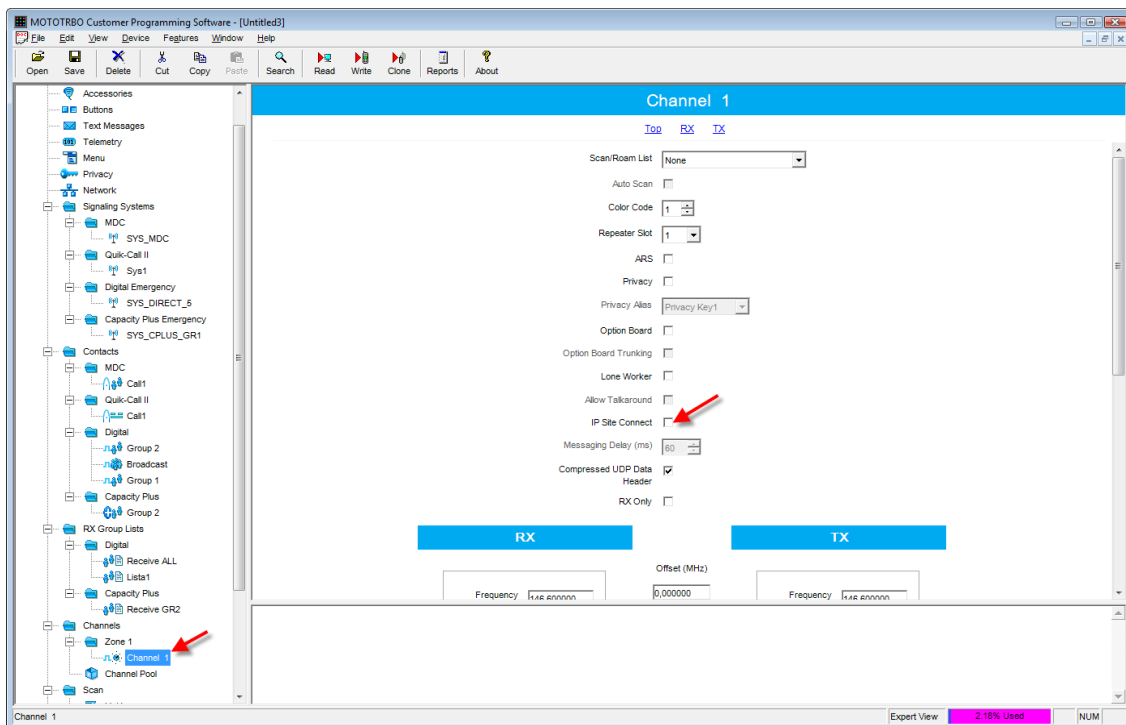 MOTOTRBO Customer Programming Software - [Untitled3]
File Edit View Device Features Window Help
Open Save Delete Cut Copy Paste Search Read Write Clone Reports About
Accessories
Buttons
Text Messages
Telemetry
Menu
Privacy
Network
Signaling Systems
MDC
SYS_MDC
Quik-Call II
Sys1
Digital Emergency
SYS_DIRECT_5
Capacity Plus Emergency
SYS_CPLUS_GR1
Contacts
MDC
Call1
Quik-Call II
Call1
Digital
Group 2
Broadcast
Group 1
Capacity Plus
Group 2
RX Group Lists
Digital
Receive ALL
Lista1
Capacity Plus
Receive GR2
Channels
Zone 1
Channel 1
Channel Pool
Scan
Channel 1
Top RX TX
Scan/Roam List None
Auto Scan
Color Code 1
Repeater Slot 1
ARS
Privacy
Privacy Alias Privacy Key1
Option Board
Option Board Trunking
Lone Worker
Allow Talkaround
IP Site Connect
Messaging Delay (ms) 60
Compressed UDP Data
Header
RX Only
RX TX
Offset (MHz)
Frequency 146,600000 0,000000 Frequency 146,600000
Channel 1 Expert View 2.16% Used NUM